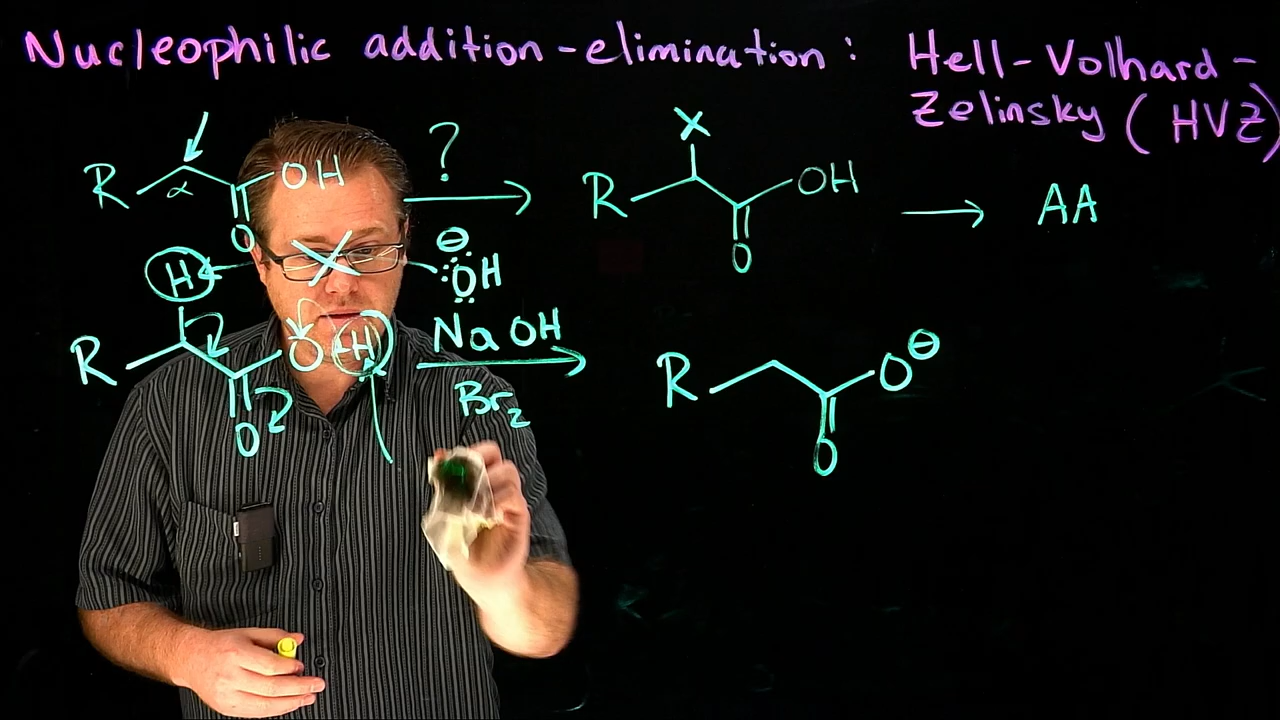 Nucleophilic addition-elimination: Hell-Volhard-
Zelinsky (HVZ)
R α OH O ? X R OH O AA
H ⊖ :OH
R O H O NaOH Br2 R O⊖ O